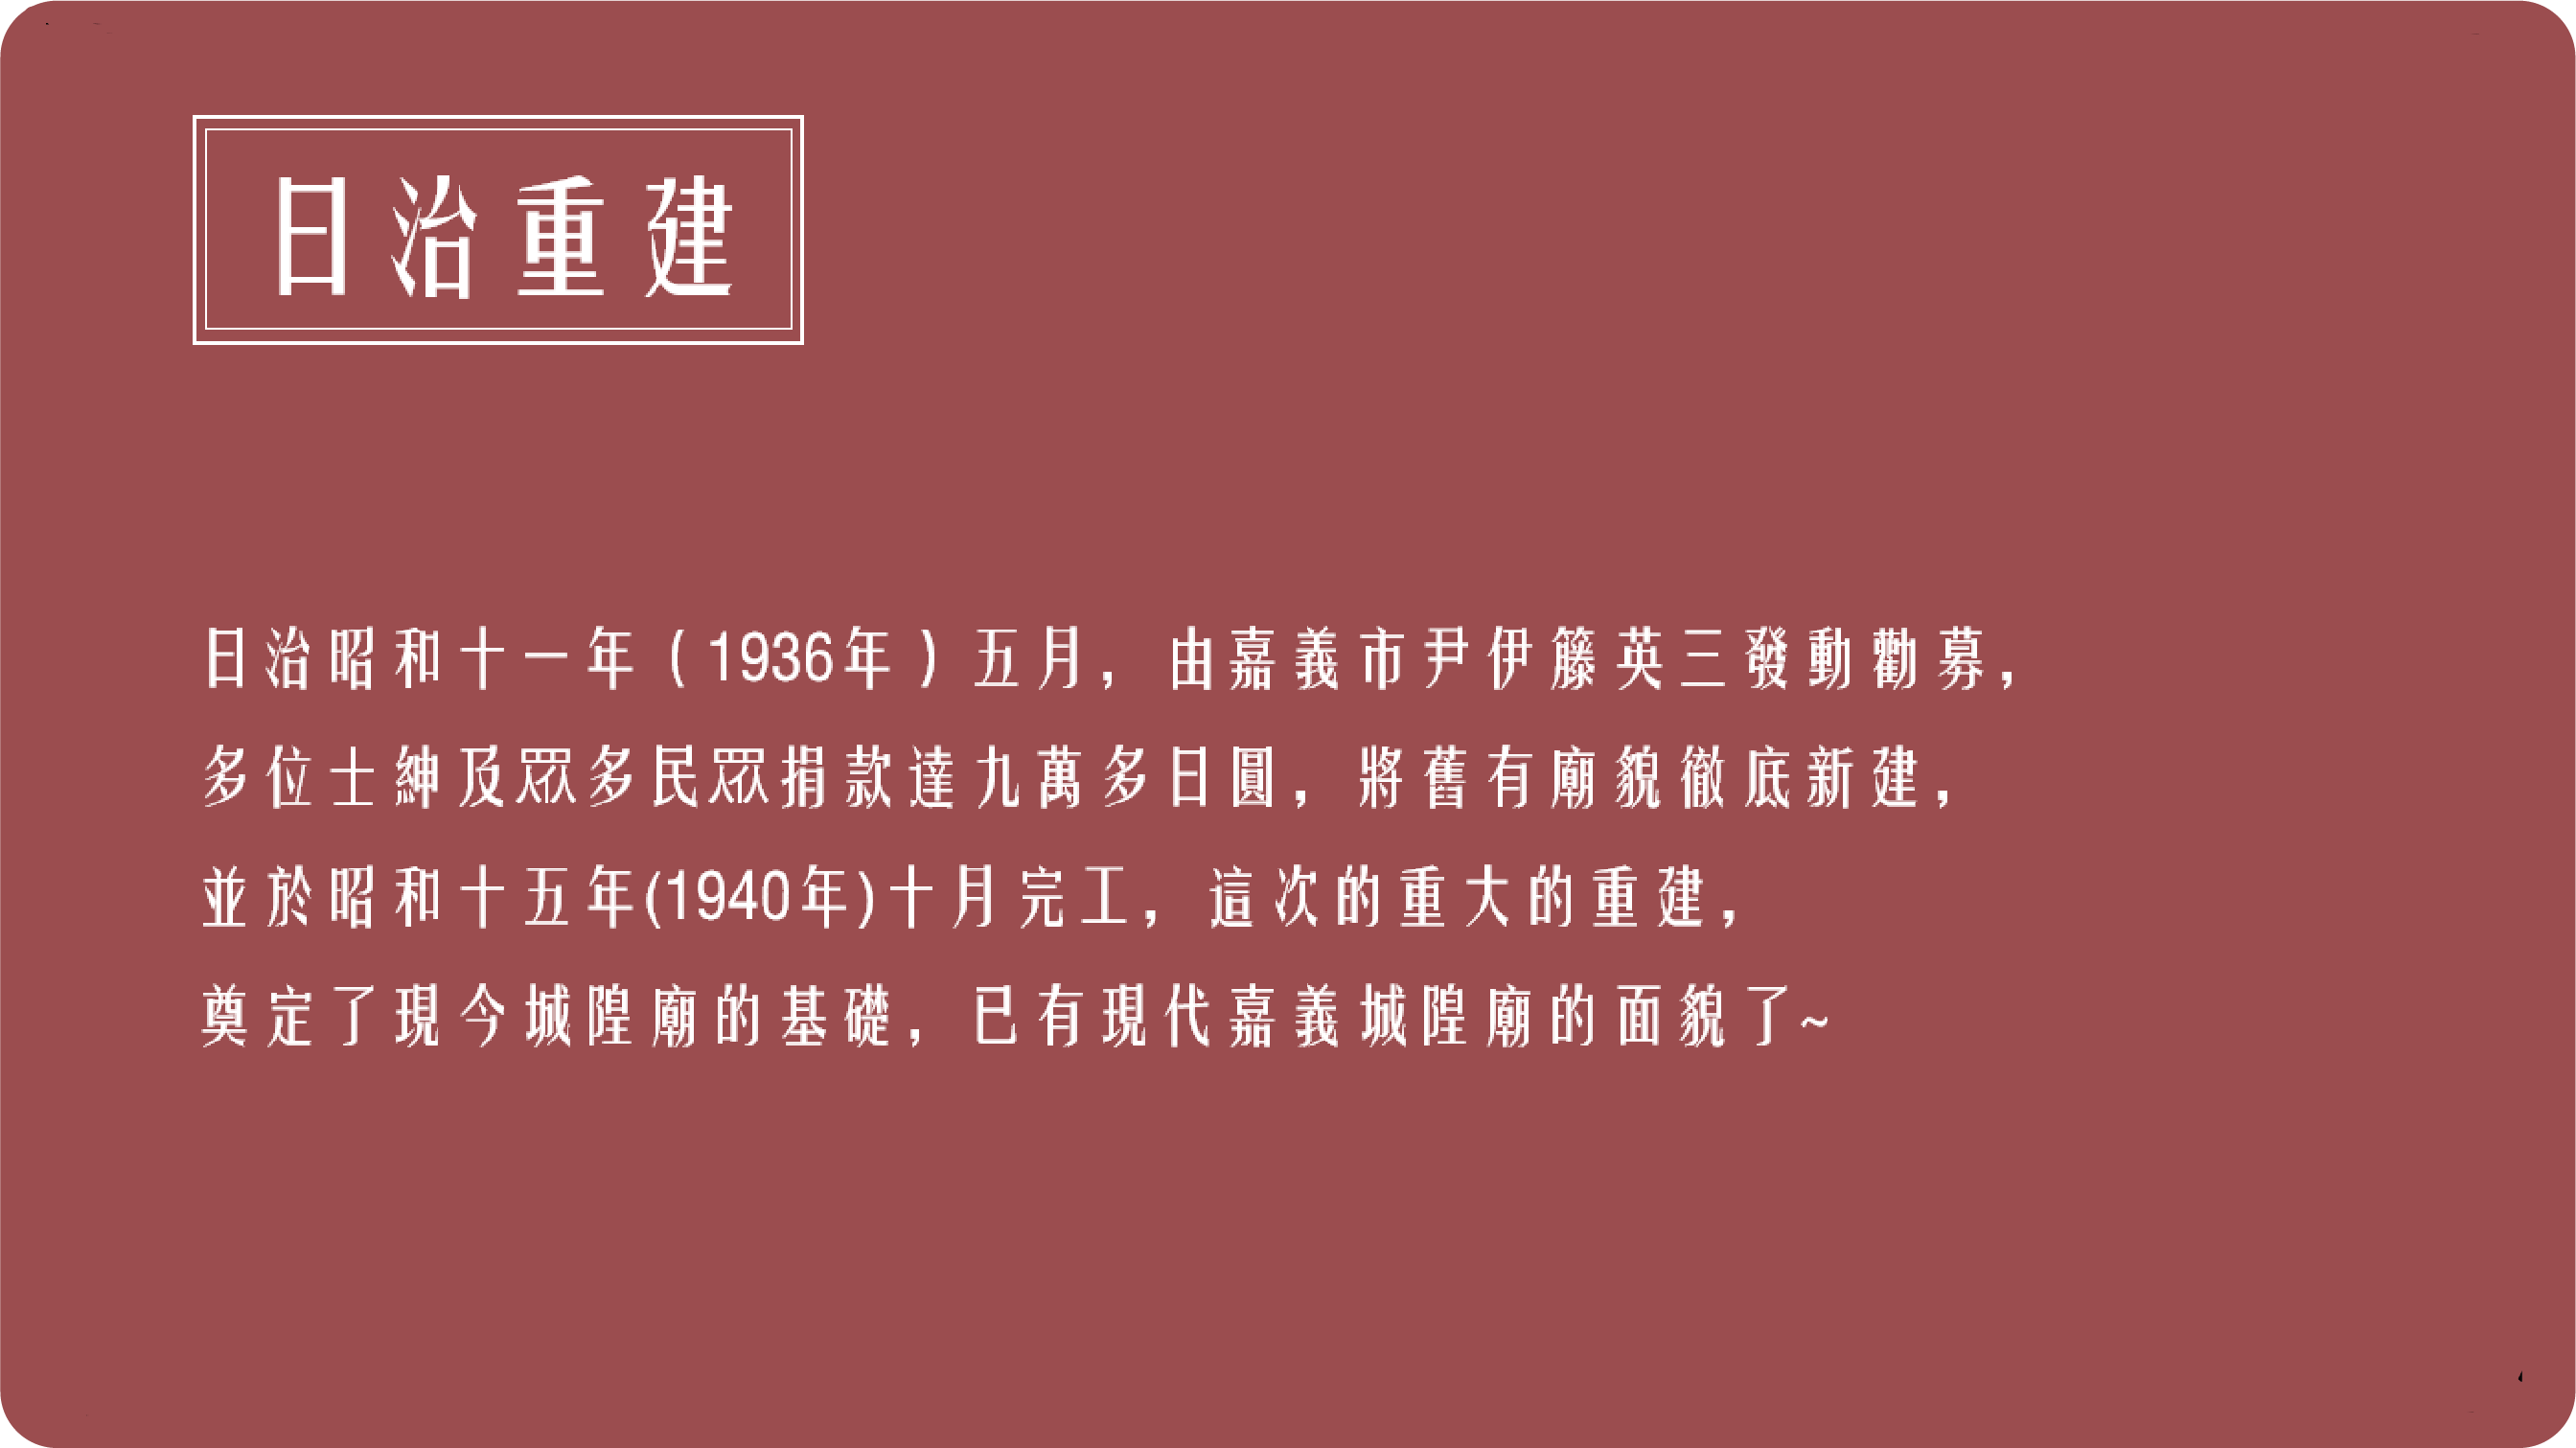 日治重建
日治昭和十一年（1936年）五月，由嘉義市尹伊籐英三發動勸募，
多位士紳及眾多民眾捐款達九萬多日圓，將舊有廟貌徹底新建，
並於昭和十五年(1940年)十月完工，這次的重大的重建，
奠定了現今城隍廟的基礎，已有現代嘉義城隍廟的面貌了~